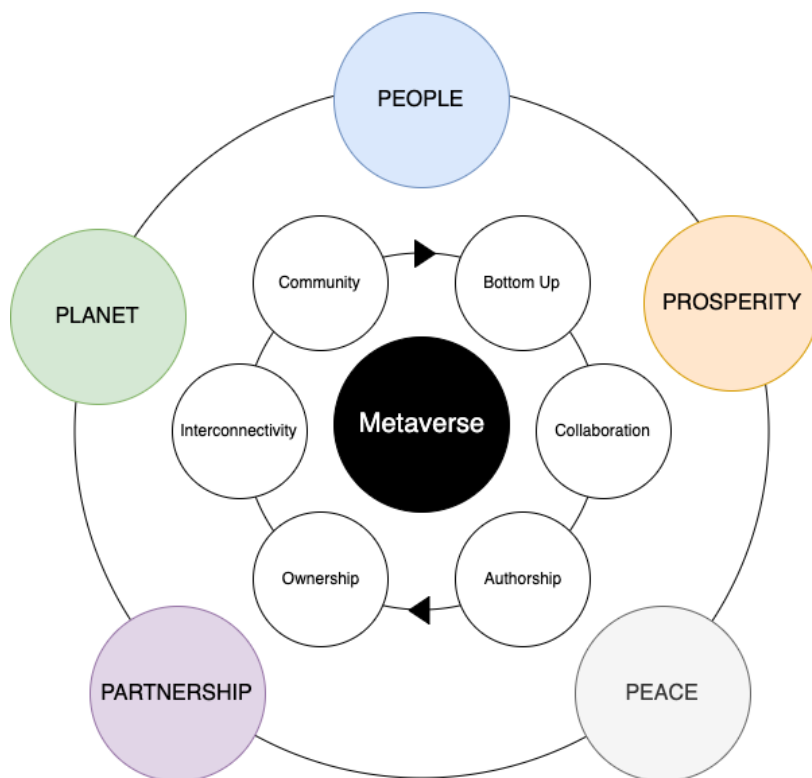 PEOPLE
Community
Bottom Up
PLANET
PROSPERITY
Metaverse
Interconnectivity
Collaboration
Ownership
Authorship
PARTNERSHIP
PEACE